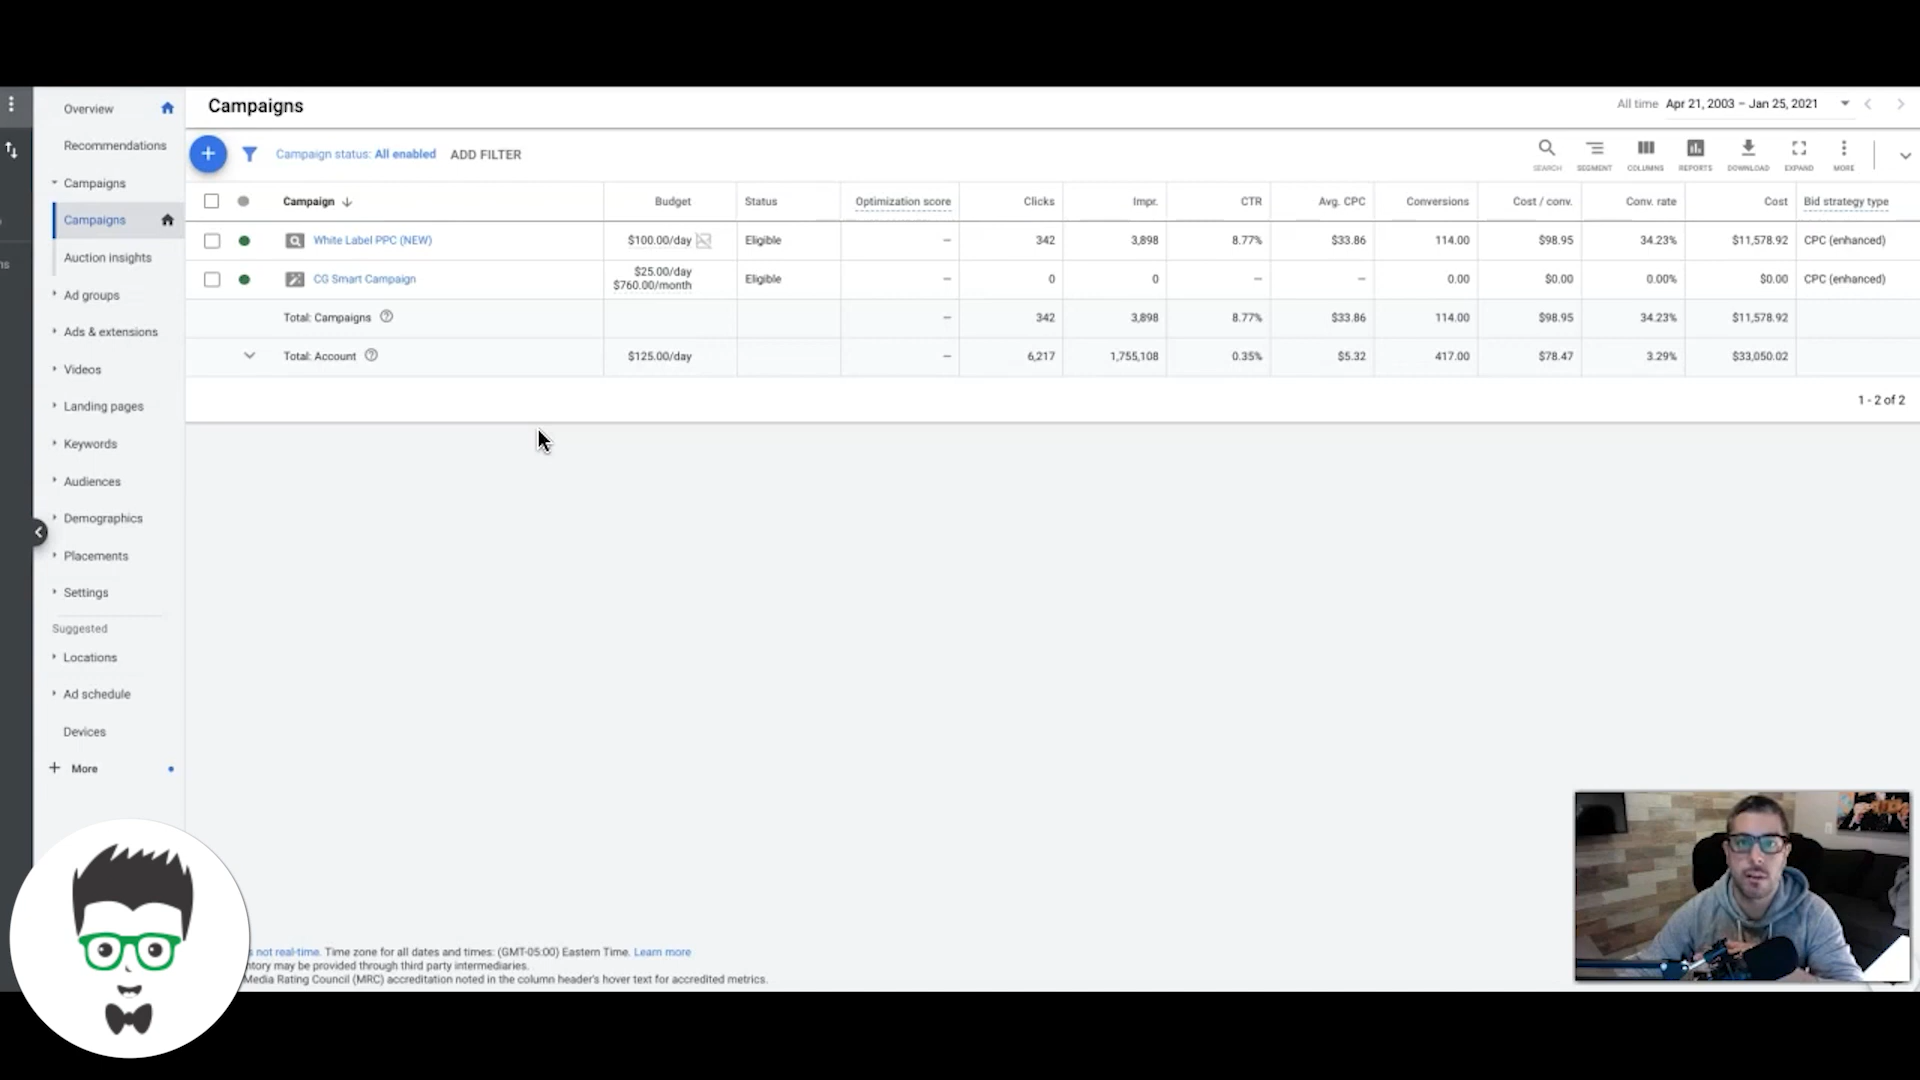 Overview
Recommendations
Campaigns
Campaigns
Auction insights
Ad groups
Ads & extensions
Videos
Landing pages
Keywords
Audiences
Demographics
Placements
Settings
Suggested
Locations
Ad schedule
Devices
More
Campaigns
All time Apr 21, 2003 – Jan 25, 2021
Campaign status: All enabled ADD FILTER
SEARCH SEGMENT COLUMNS REPORTS DOWNLOAD EXPAND MORE
Campaign Budget Status Optimization score Clicks Impr. CTR Avg. CPC Conversions Cost / conv. Conv. rate Cost Bid strategy type
White Label PPC (NEW) $100.00/day Eligible – 342 3,898 8.77% $33.86 114.00 $98.95 34.23% $11,578.92 CPC (enhanced)
CG Smart Campaign $25.00/day Eligible – 0 0 – – 0.00 $0.00 0.00% $0.00 CPC (enhanced)
$760.00/month
Total: Campaigns – 342 3,898 8.77% $33.86 114.00 $98.95 34.23% $11,578.92
Total: Account $125.00/day – 6,217 1,755,108 0.35% $5.32 417.00 $78.47 3.29% $33,050.02
1 - 2 of 2
not real-time. Time zone for all dates and times: (GMT-05:00) Eastern Time. Learn more
may be provided through third party intermediaries.
Media Rating Council (MRC) accreditation noted in the column header's hover text for accredited metrics.